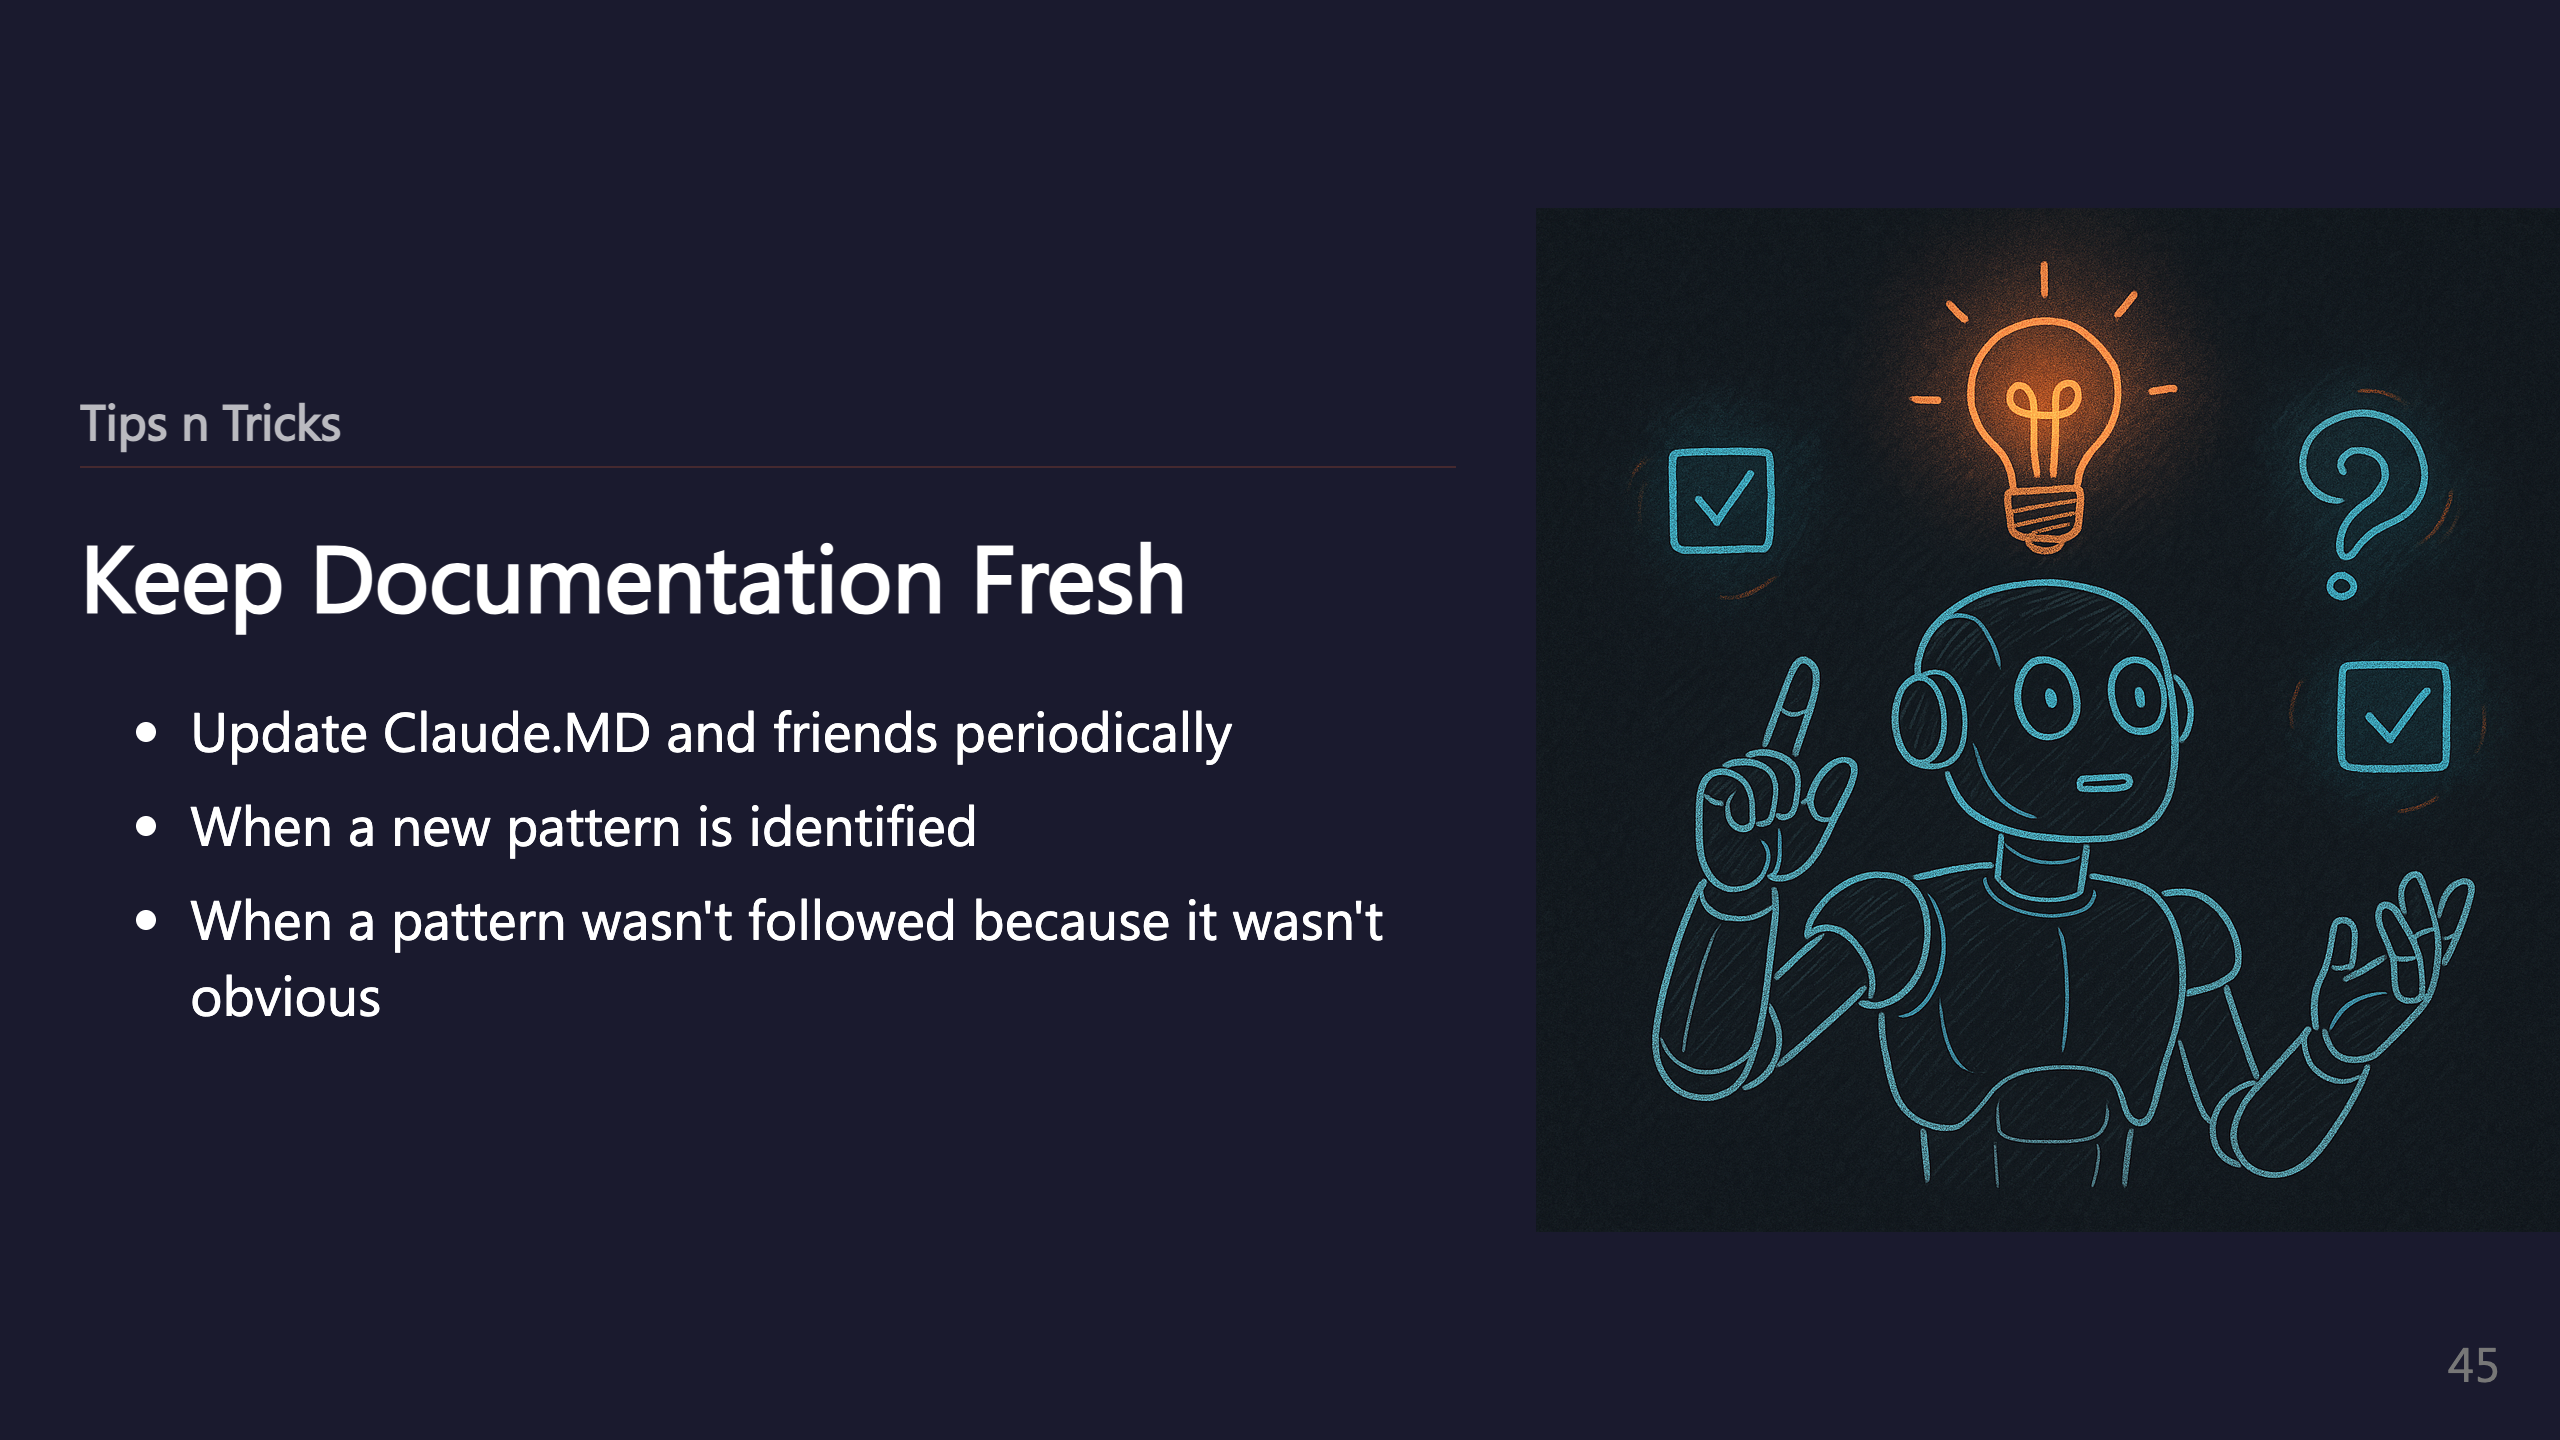 Tips n Tricks
Keep Documentation Fresh
• Update Claude.MD and friends periodically
• When a new pattern is identified
• When a pattern wasn't followed because it wasn't
obvious
45